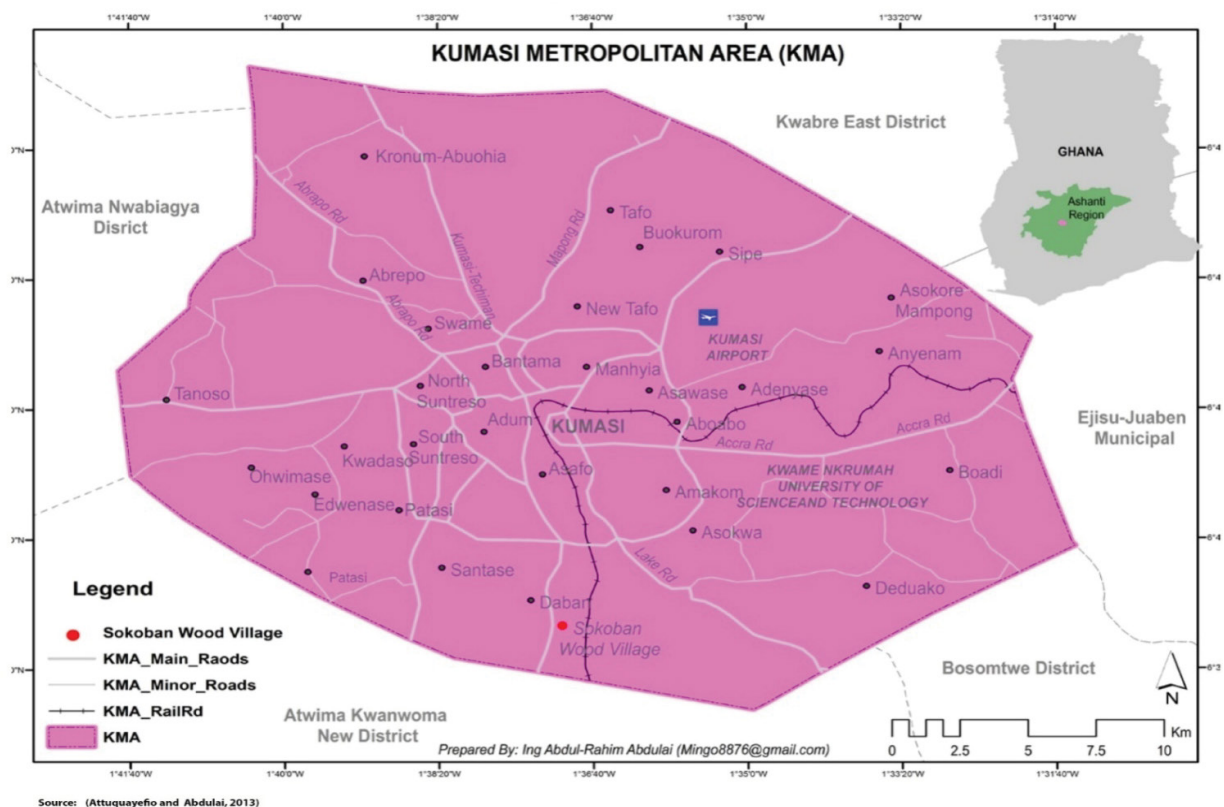 1°41'40"W 1°40'0"W 1°38'20"W 1°36'40"W 1°35'0"W 1°33'20"W 1°31'40"W
KUMASI METROPOLITAN AREA (KMA)
Kwabre East District
GHANA
Ashanti
Region
Atwima Nwabiagya
Disrict
Kronum-Abuohia
Abrapo Rd
Kumasi-Techiman
Mapong Rd
Tafo
Buokurom
Sipe
Abrepo
Abrapo Rd
Swame
New Tafo
Asokore
Mampong
KUMASI
AIRPORT
Anyenam
Bantama
Manhyia
Tanoso
North
Suntreso
Asawase
Adenyase
Adum
KUMASI
Aboabo
Accra Rd
Accra Rd
Ejisu-Juaben
Municipal
South
Suntreso
Kwadaso
Ohwimase
Edwenase
Patasi
Asafo
Amakom
KWAME NKRUMAH
UNIVERSITY OF
SCIENCEAND TECHNOLOGY
Boadi
Asokwa
Lake Rd
Patasi
Santase
Daban
Deduako
Sokoban
Wood Village
Bosomtwe District
Atwima Kwanwoma
New District
Legend
Sokoban Wood Village
KMA_Main_Raods
KMA_Minor_Roads
KMA_RailRd
KMA
N
Km
0 2.5 5 7.5 10
Prepared By: Ing Abdul-Rahim Abdulai (Mingo8876@gmail.com)
1°41'40"W 1°40'0"W 1°38'20"W 1°36'40"W 1°35'0"W 1°33'20"W 1°31'40"W
Source: (Attuquayefio and Abdulai, 2013)